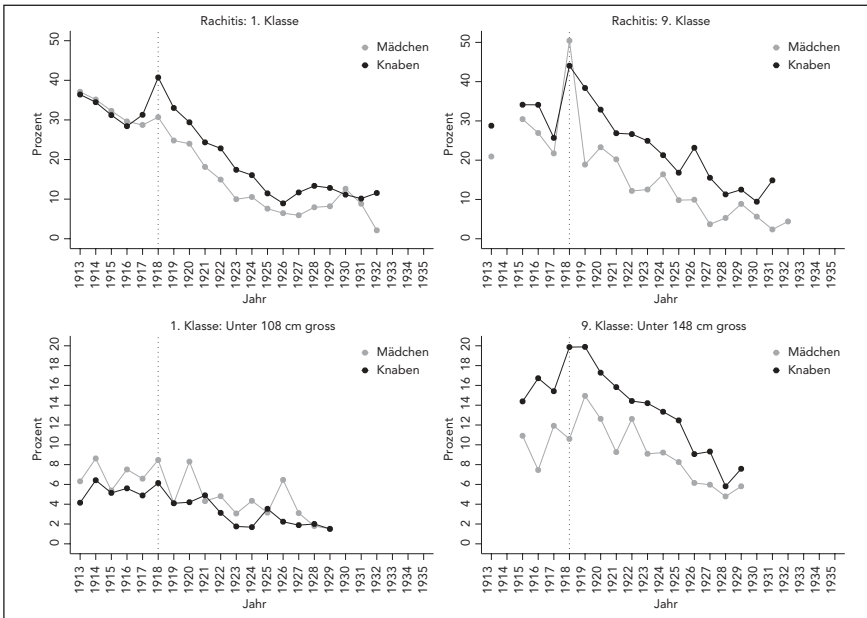 Rachitis: 1. Klasse
Mädchen
Knaben
Prozent
0 10 20 30 40 50
1913 1914 1915 1916 1917 1918 1919 1920 1921 1922 1923 1924 1925 1926 1927 1928 1929 1930 1931 1932 1933 1934 1935
Jahr
Rachitis: 9. Klasse
Mädchen
Knaben
Prozent
0 10 20 30 40 50
1913 1914 1915 1916 1917 1918 1919 1920 1921 1922 1923 1924 1925 1926 1927 1928 1929 1930 1931 1932 1933 1934 1935
Jahr
1. Klasse: Unter 108 cm gross
Mädchen
Knaben
Prozent
0 2 4 6 8 10 12 14 16 18 20
1913 1914 1915 1916 1917 1918 1919 1920 1921 1922 1923 1924 1925 1926 1927 1928 1929 1930 1931 1932 1933 1934 1935
Jahr
9. Klasse: Unter 148 cm gross
Mädchen
Knaben
Prozent
0 2 4 6 8 10 12 14 16 18 20
1913 1914 1915 1916 1917 1918 1919 1920 1921 1922 1923 1924 1925 1926 1927 1928 1929 1930 1931 1932 1933 1934 1935
Jahr